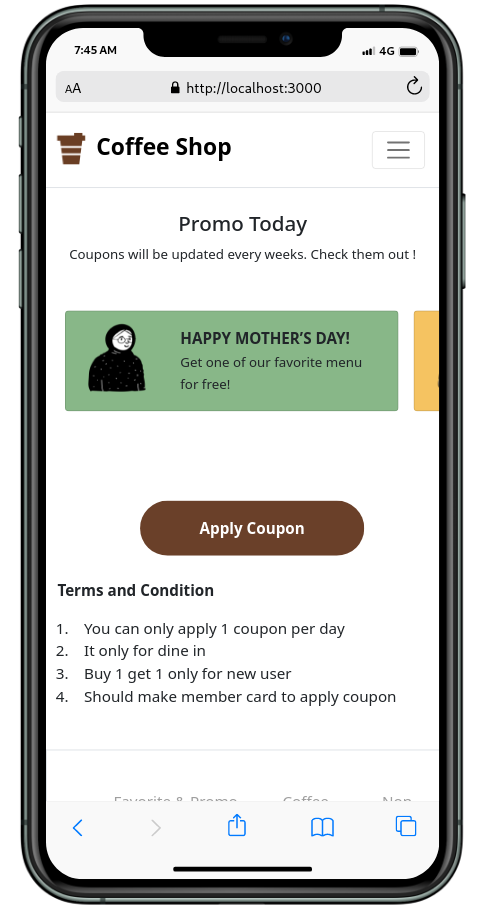 7:45 AM
4G
AA
http://localhost:3000
Coffee Shop
Promo Today
Coupons will be updated every weeks. Check them out !
HAPPY MOTHER'S DAY!
Get one of our favorite menu
for free!
Apply Coupon
Terms and Condition
1. You can only apply 1 coupon per day
2. It only for dine in
3. Buy 1 get 1 only for new user
4. Should make member card to apply coupon
Favorite & Promo Coffee Non